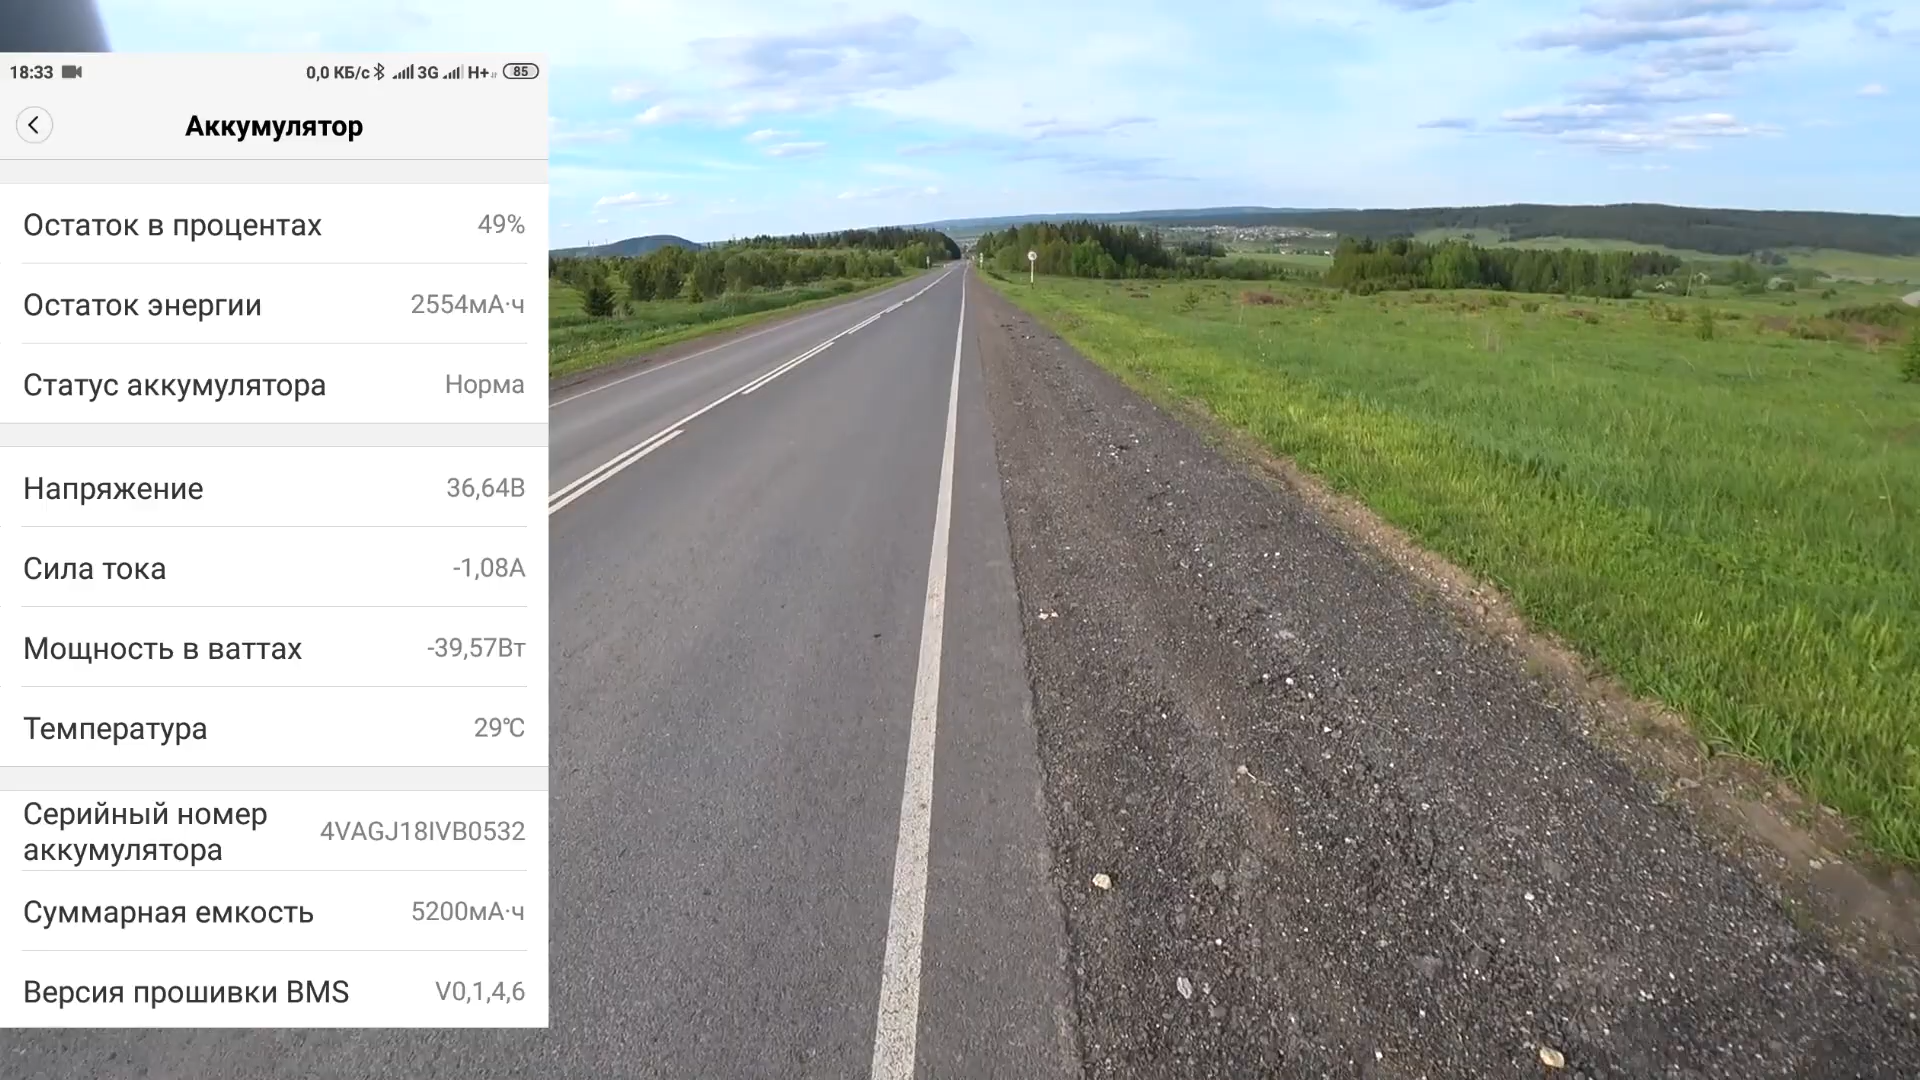 18:33 0,0 КБ/с 3G H+ 85
Аккумулятор
Остаток в процентах 49%
Остаток энергии 2554мА·ч
Статус аккумулятора Норма
Напряжение 36,64В
Сила тока -1,08А
Мощность в ваттах -39,57Вт
Температура 29℃
Серийный номер
аккумулятора 4VAGJ18IVB0532
Суммарная емкость 5200мА·ч
Версия прошивки BMS V0,1,4,6